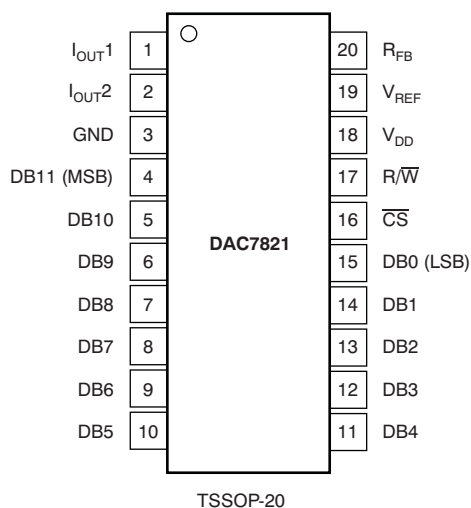 I_OUT1 1 20 R_FB
I_OUT2 2 19 V_REF
GND 3 18 V_DD
DB11 (MSB) 4 17 R/W̅
DB10 5 16 C̅S̅
DAC7821
DB9 6 15 DB0 (LSB)
DB8 7 14 DB1
DB7 8 13 DB2
DB6 9 12 DB3
DB5 10 11 DB4
TSSOP-20